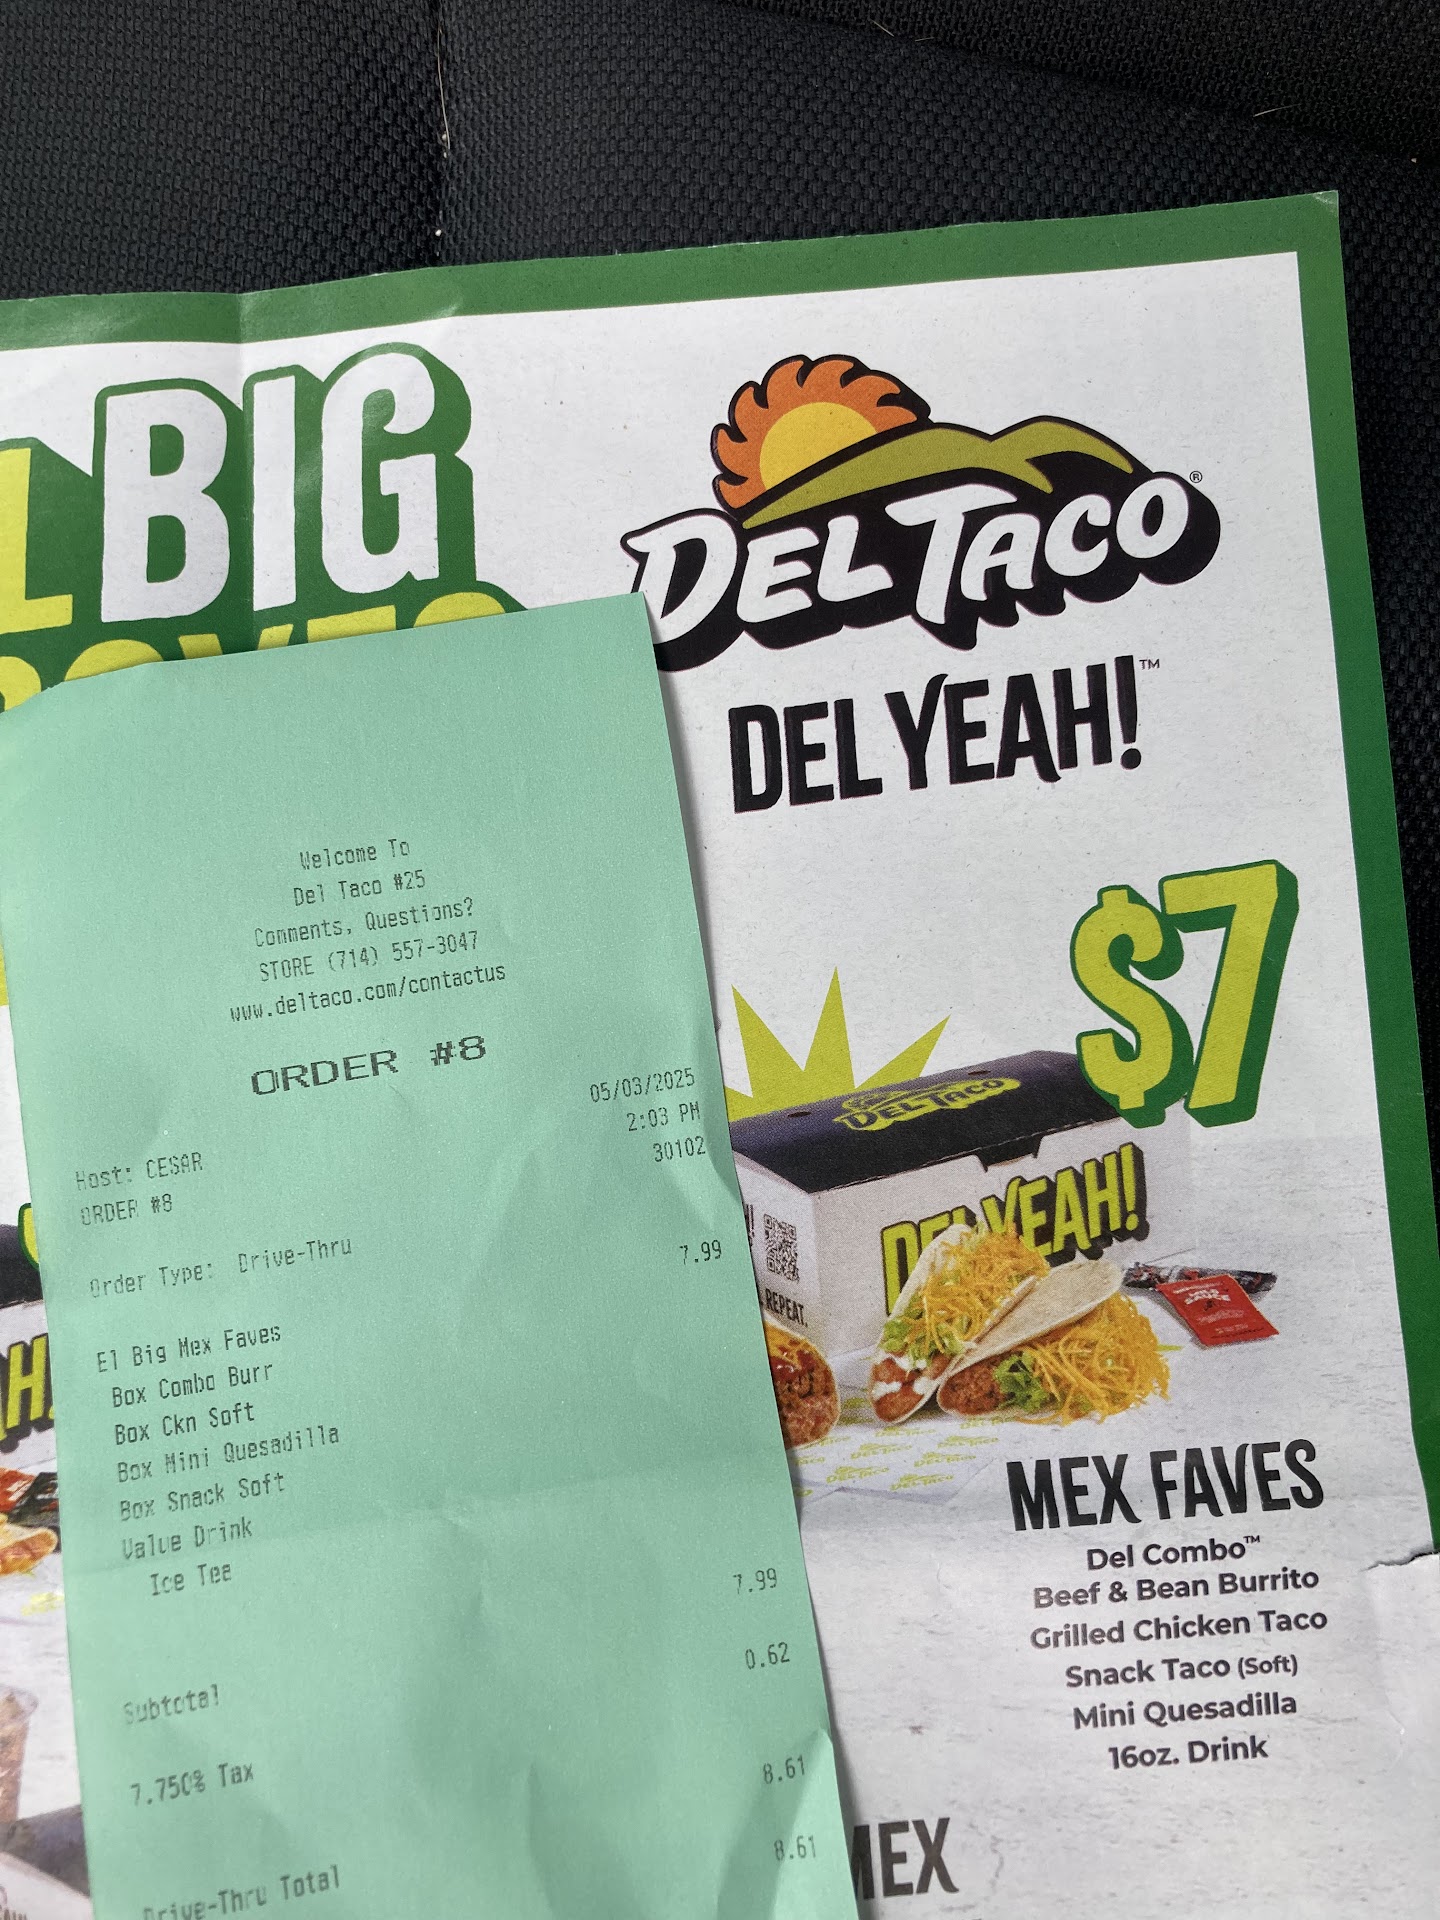 BIG
DEL TACO®
DEL YEAH!™
$7
DEL TACO
DEL YEAH!
REPEAT.
MEX FAVES
Del Combo™
Beef & Bean Burrito
Grilled Chicken Taco
Snack Taco (Soft)
Mini Quesadilla
16oz. Drink
MEX
Welcome To
Del Taco #25
Comments, Questions?
STORE (714) 557-3047
www.deltaco.com/contactus
ORDER #8
05/03/2025
2:03 PM
Host: CESAR
30102
ORDER #8
Order Type: Drive-Thru
El Big Mex Faves 7.99
Box Combo Burr
Box Ckn Soft
Box Mini Quesadilla
Box Snack Soft
Value Drink
Ice Tea
Subtotal 7.99
7.750% Tax 0.62
Drive-Thru Total 8.61
8.61